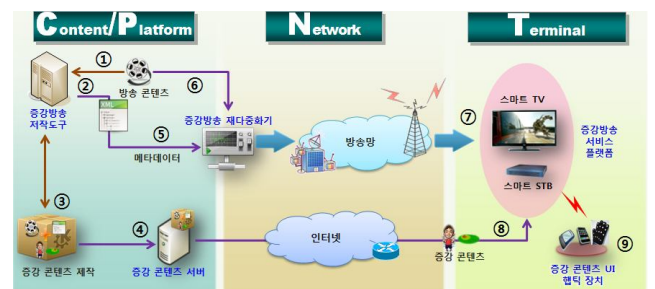 Content/Platform
Network
Terminal
①
②
⑥
방송 콘텐츠
XML
증강방송
저작도구
증강방송 재다중화기
⑤
메타데이터
방송망
⑦
스마트 TV
스마트 STB
증강방송
서비스
플랫폼
③
④
증강 콘텐츠 제작
증강 콘텐츠 서버
인터넷
증강 콘텐츠
⑧
⑨
증강 콘텐츠 UI
햅틱 장치